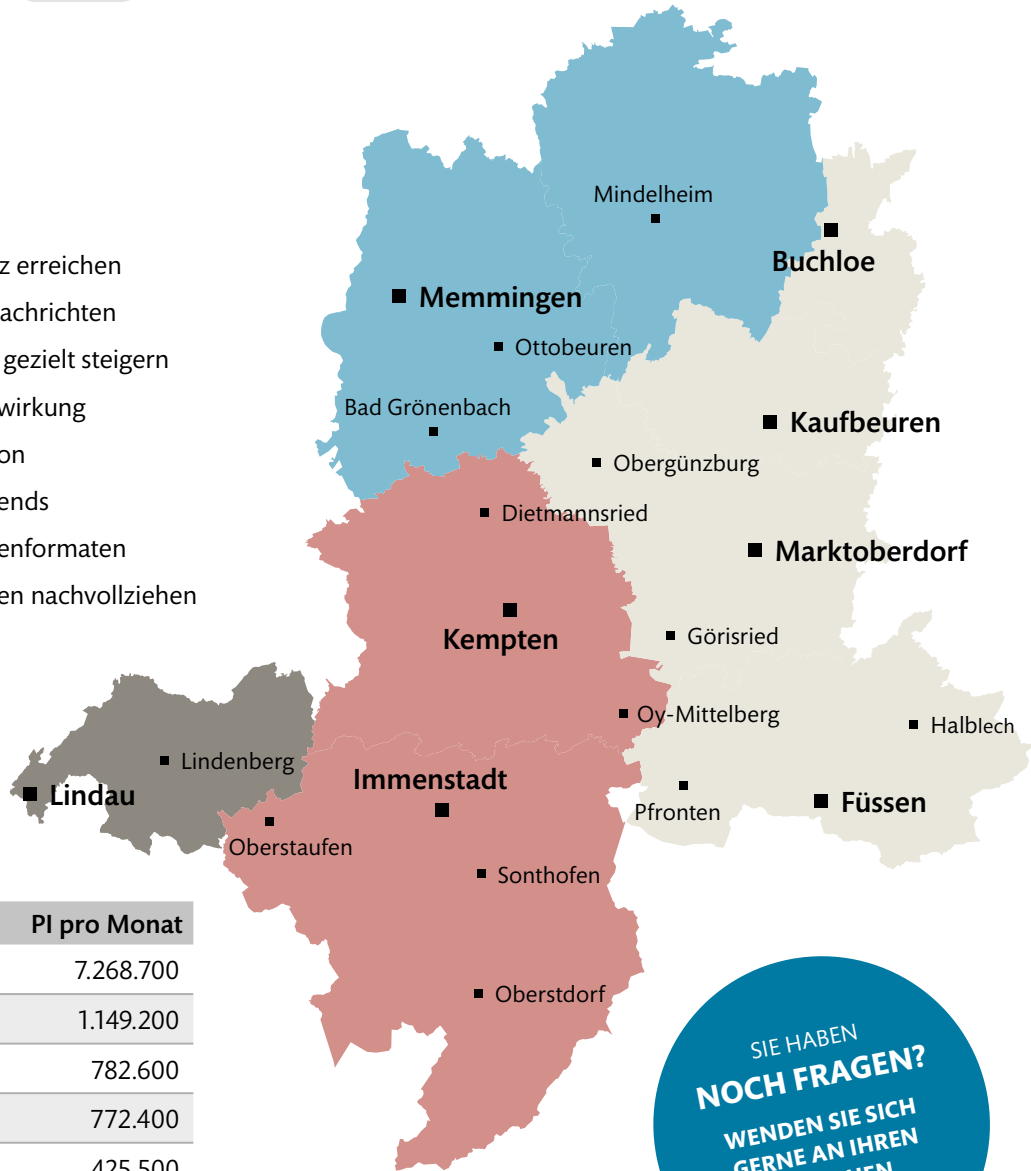 z erreichen
achrichten
gezielt steigern
wirkung
on
ends
enformaten
en nachvollziehen
Mindelheim
Buchloe
Memmingen
Ottobeuren
Bad Grönenbach
Kaufbeuren
Obergünzburg
Dietmannsried
Marktoberdorf
Kempten
Görisried
Oy-Mittelberg
Halblech
Lindenberg
Lindau
Immenstadt
Pfronten
Füssen
Oberstaufen
Sonthofen
Oberstdorf
PI pro Monat
7.268.700
1.149.200
782.600
772.400
425.500
SIE HABEN
NOCH FRAGEN?
WENDEN SIE SICH
GERNE AN IHREN